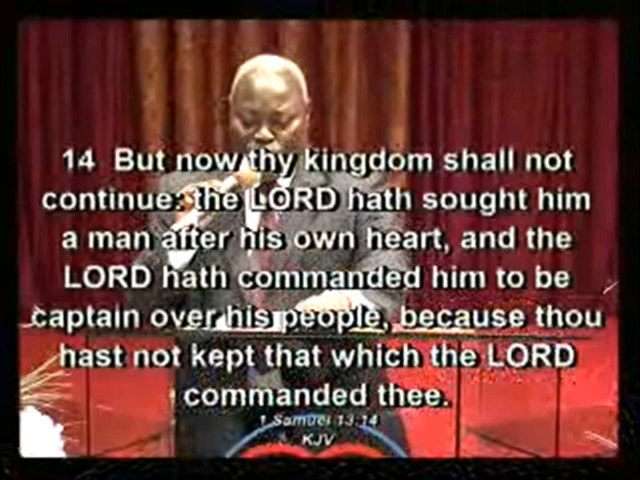 14 But now thy kingdom shall not
continue: the LORD hath sought him
a man after his own heart, and the
LORD hath commanded him to be
captain over his people, because thou
hast not kept that which the LORD
commanded thee.
1 Samuel 13:14
KJV